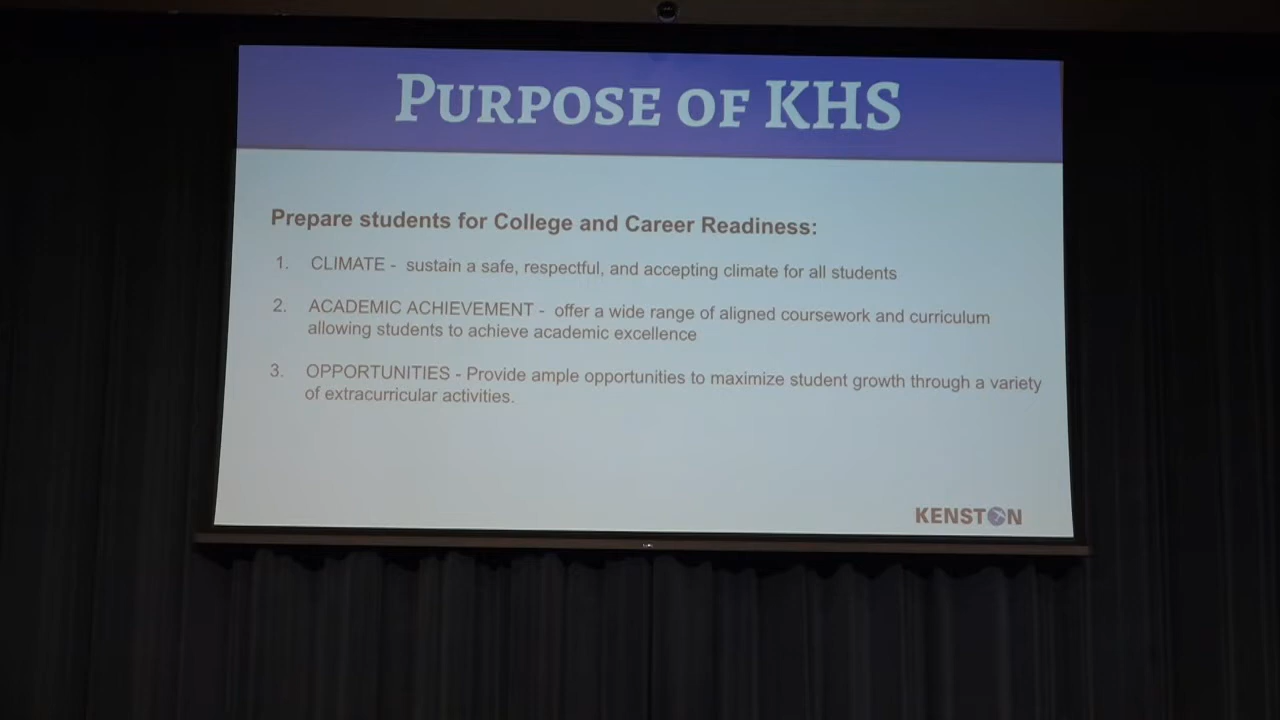 PURPOSE OF KHS
Prepare students for College and Career Readiness:
1. CLIMATE - sustain a safe, respectful, and accepting climate for all students
2. ACADEMIC ACHIEVEMENT - offer a wide range of aligned coursework and curriculum
allowing students to achieve academic excellence
3. OPPORTUNITIES - Provide ample opportunities to maximize student growth through a variety
of extracurricular activities.
KENSTON